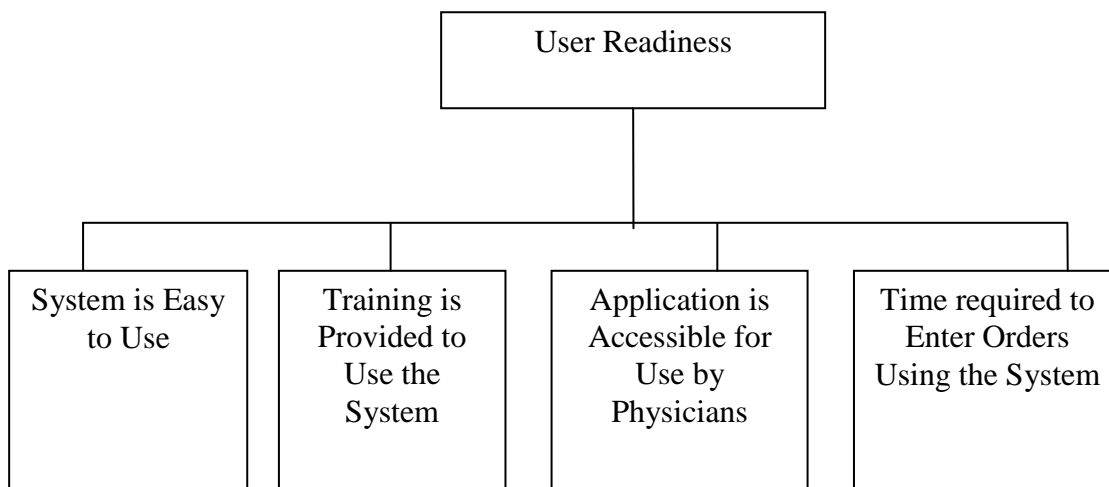 User Readiness
System is Easy
to Use
Training is
Provided to
Use the
System
Application is
Accessible for
Use by
Physicians
Time required to
Enter Orders
Using the System